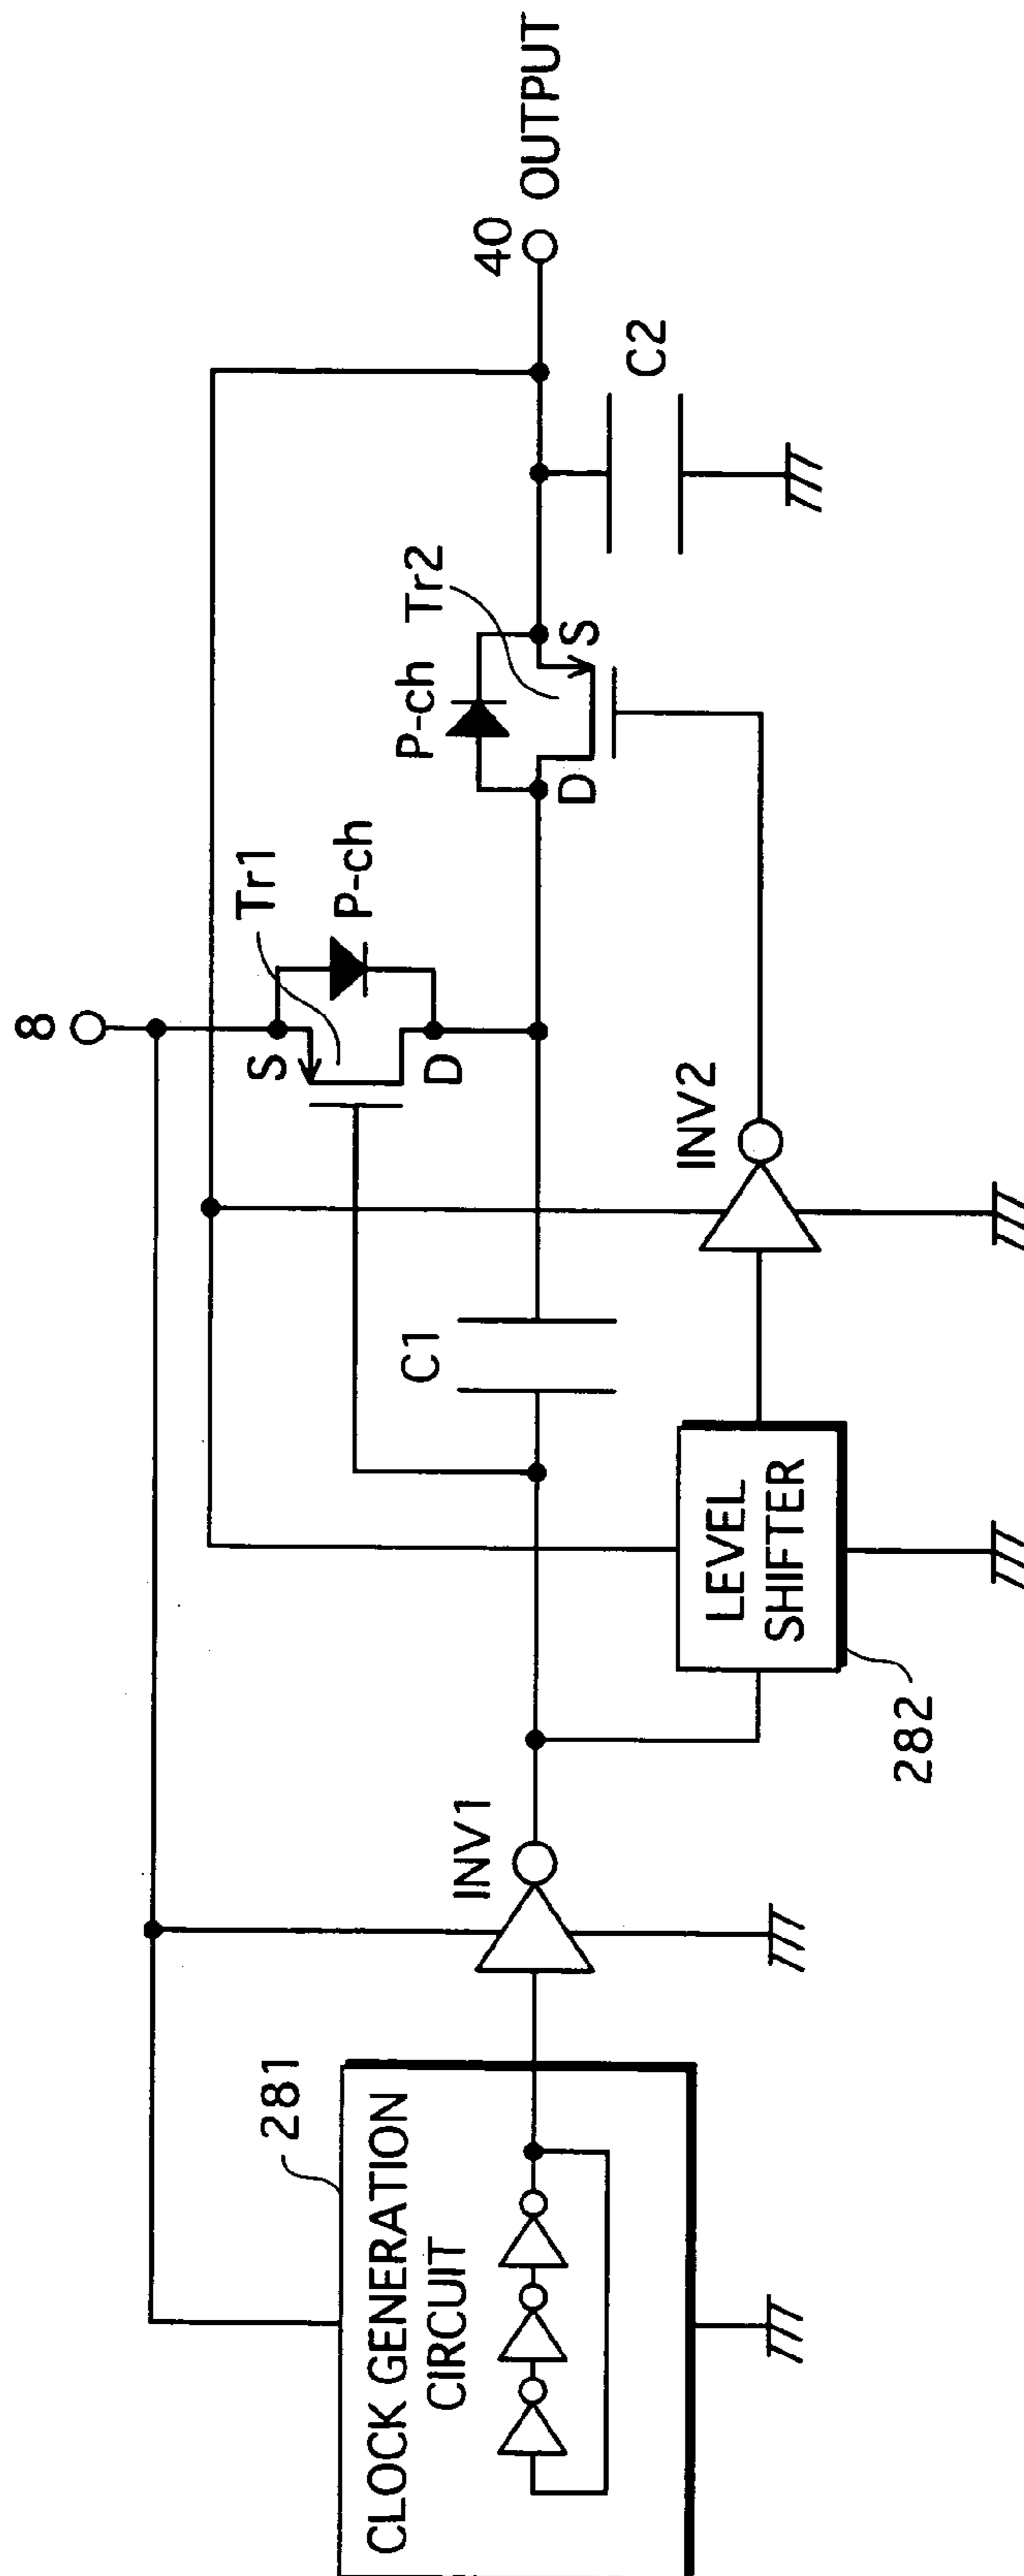 CLOCK GENERATION
CIRCUIT
281
INV1
LEVEL
SHIFTER
282
C1
INV2
8
S
D
Tr1
P-ch
P-ch
Tr2
D
S
C2
40
OUTPUT